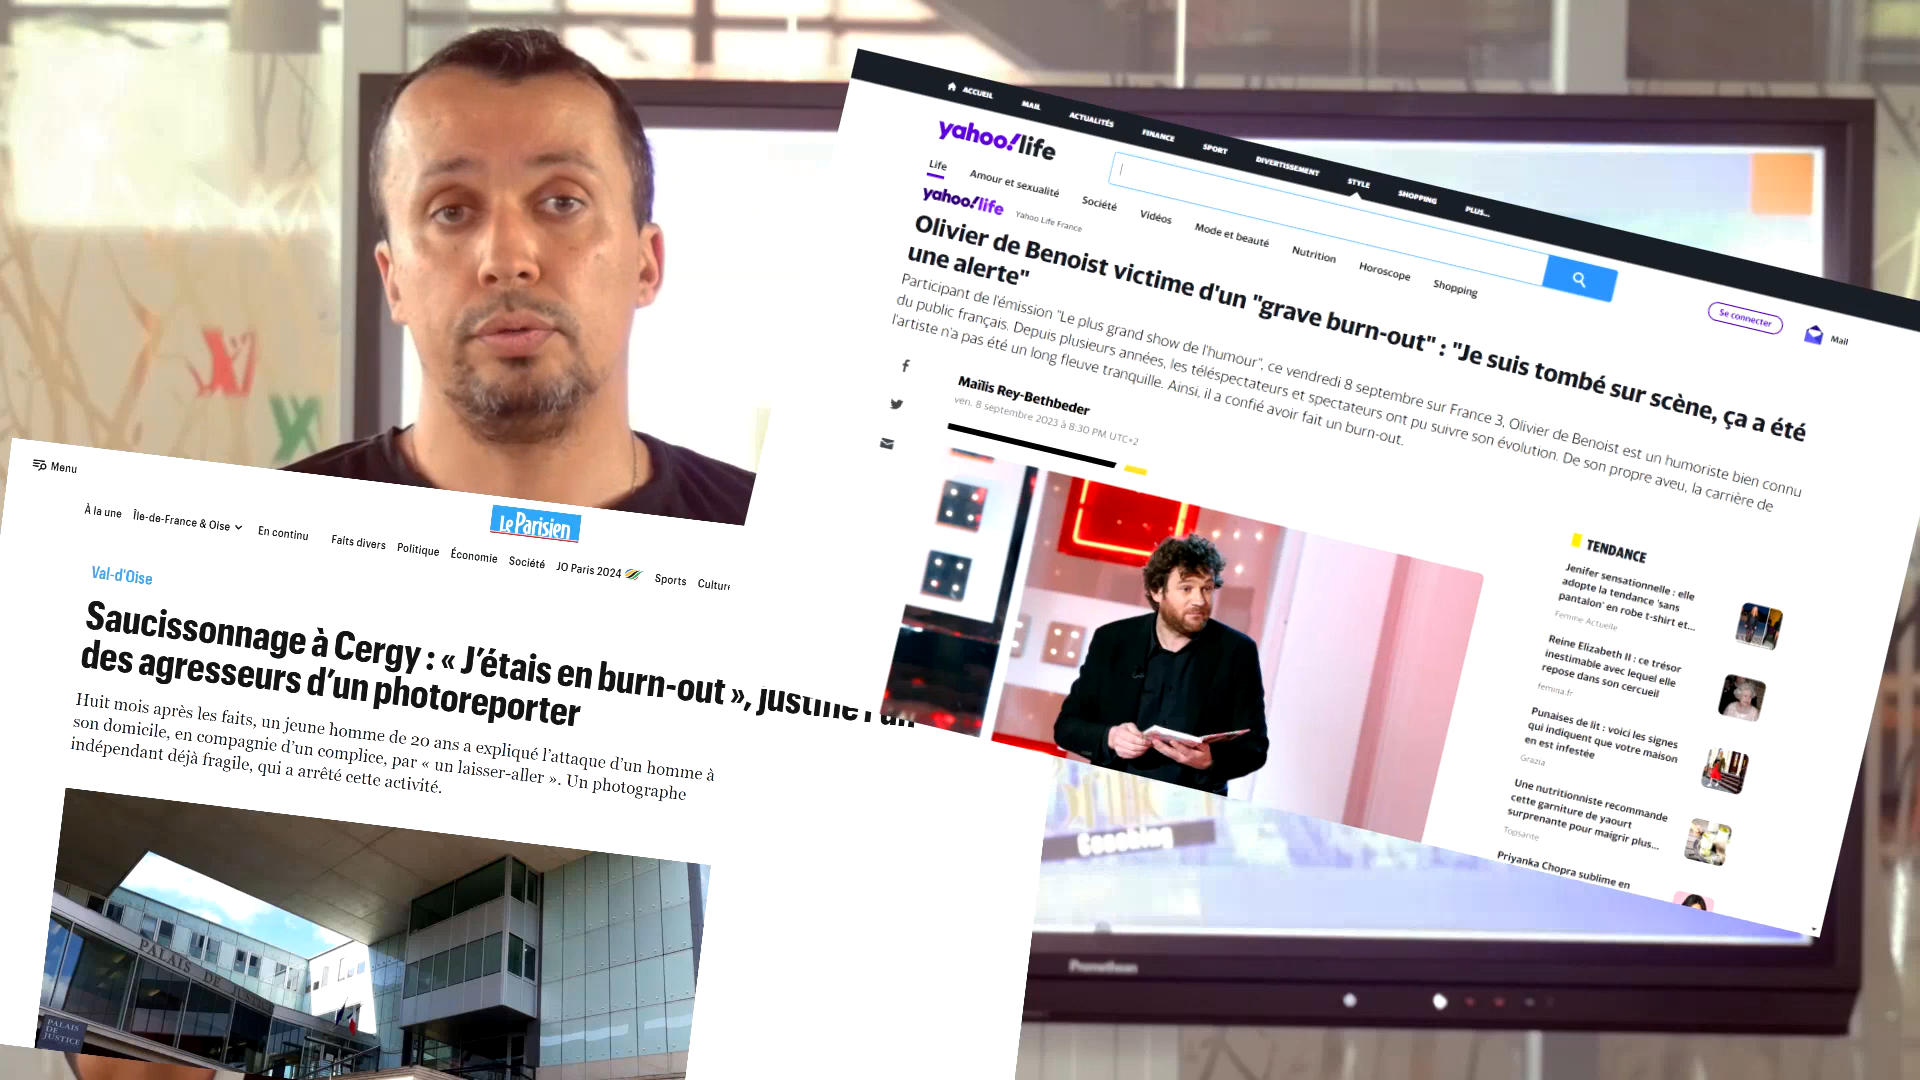 ACCUEIL
MAIL
ACTUALITÉS
FINANCE
SPORT
DIVERTISSEMENT
STYLE
SHOPPING
PLUS...
yahoo!life
Life
Amour et sexualité
Société
Vidéos
Mode et beauté
Nutrition
Horoscope
Shopping
Se connecter
Mail
yahoo!life
Yahoo Life France
Olivier de Benoist victime d'un "grave burn-out" : "Je suis tombé sur scène, ça a été
une alerte"
Participant de l'émission "Le plus grand show de l'humour", ce vendredi 8 septembre sur France 3, Olivier de Benoist est un humoriste bien connu
du public français. Depuis plusieurs années, les téléspectateurs et spectateurs ont pu suivre son évolution. De son propre aveu, la carrière de
l'artiste n'a pas été un long fleuve tranquille. Ainsi, il a confié avoir fait un burn-out.
Maïlis Rey-Bethbeder
ven. 8 septembre 2023 à 8:30 PM UTC+2
TENDANCE
Jenifer sensationnelle : elle
adopte la tendance 'sans
pantalon' en robe t-shirt et...
Femme Actuelle
Reine Elizabeth II : ce trésor
inestimable avec lequel elle
repose dans son cercueil
femina.fr
Punaises de lit : voici les signes
qui indiquent que votre maison
en est infestée
Grazia
Une nutritionniste recommande
cette garniture de yaourt
surprenante pour maigrir plus...
Topsante
Priyanka Chopra sublime en
Menu
Le Parisien
À la une
Île-de-France & Oise
En continu
Faits divers
Politique
Économie
Société
JO Paris 2024
Sports
Culture
Val-d'Oise
Saucissonnage à Cergy : « J'étais en burn-out », justifie l'un
des agresseurs d'un photoreporter
Huit mois après les faits, un jeune homme de 20 ans a expliqué l'attaque d'un homme à
son domicile, en compagnie d'un complice, par « un laisser-aller ». Un photographe
indépendant déjà fragile, qui a arrêté cette activité.
PALAIS DE JUSTICE
PALAIS
DE
JUSTICE
Coaching
Promethean